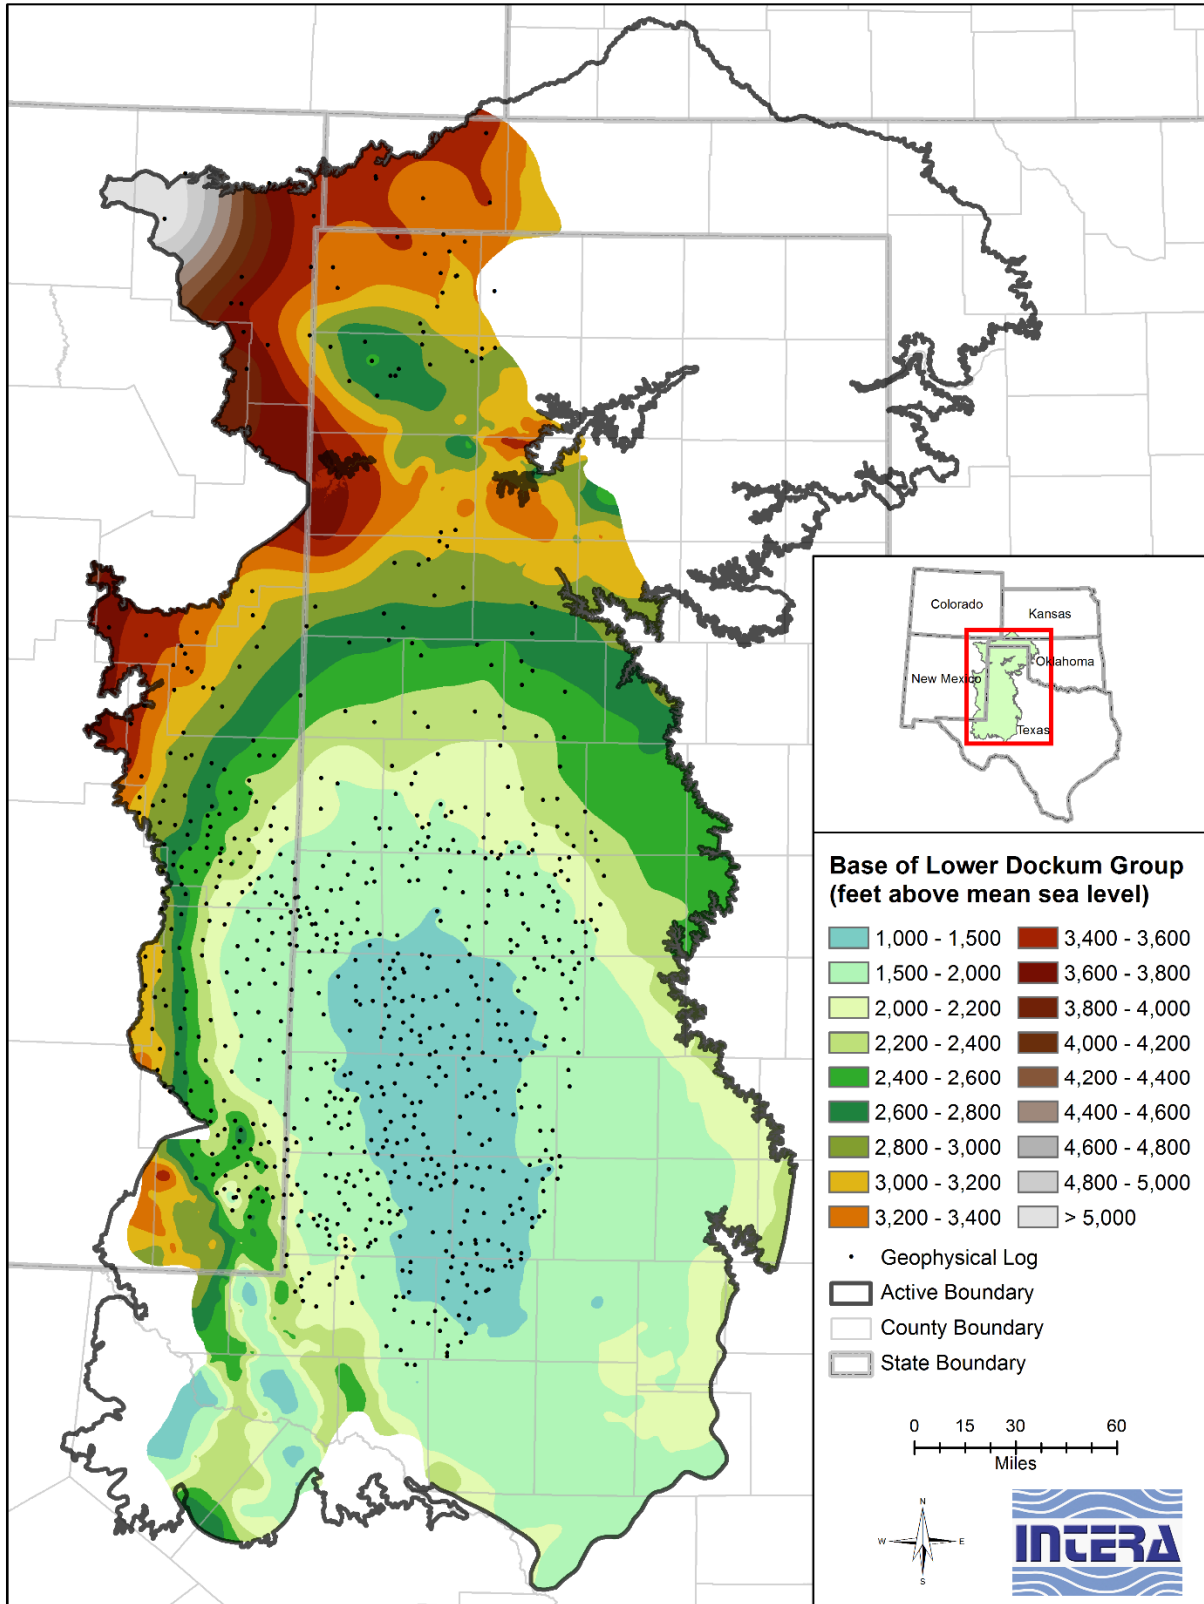 Colorado
Kansas
New Mexico
Oklahoma
Texas
Base of Lower Dockum Group
(feet above mean sea level)
1,000 - 1,500
3,400 - 3,600
1,500 - 2,000
3,600 - 3,800
2,000 - 2,200
3,800 - 4,000
2,200 - 2,400
4,000 - 4,200
2,400 - 2,600
4,200 - 4,400
2,600 - 2,800
4,400 - 4,600
2,800 - 3,000
4,600 - 4,800
3,000 - 3,200
4,800 - 5,000
3,200 - 3,400
> 5,000
Geophysical Log
Active Boundary
County Boundary
State Boundary
0 15 30 60
Miles
N
W E
S
INTERA